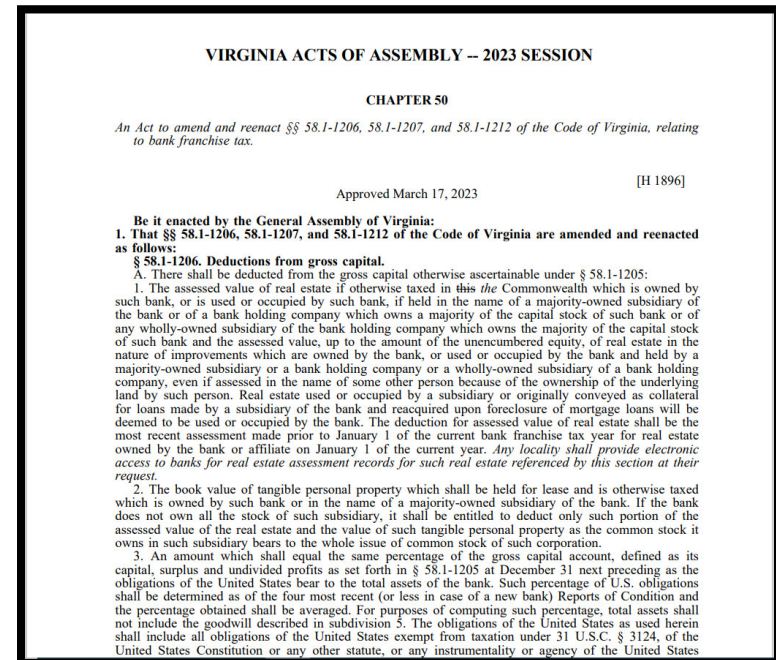 VIRGINIA ACTS OF ASSEMBLY -- 2023 SESSION
CHAPTER 50
An Act to amend and reenact §§ 58.1-1206, 58.1-1207, and 58.1-1212 of the Code of Virginia, relating
to bank franchise tax.
[H 1896]
Approved March 17, 2023
Be it enacted by the General Assembly of Virginia:
1. That §§ 58.1-1206, 58.1-1207, and 58.1-1212 of the Code of Virginia are amended and reenacted
as follows:
§ 58.1-1206. Deductions from gross capital.
A. There shall be deducted from the gross capital otherwise ascertainable under § 58.1-1205:
1. The assessed value of real estate if otherwise taxed in this the Commonwealth which is owned by
such bank, or is used or occupied by such bank, if held in the name of a majority-owned subsidiary of
the bank or of a bank holding company which owns a majority of the capital stock of such bank or of
any wholly-owned subsidiary of the bank holding company which owns the majority of the capital stock
of such bank and the assessed value, up to the amount of the unencumbered equity, of real estate in the
nature of improvements which are owned by the bank, or used or occupied by the bank and held by a
majority-owned subsidiary or a bank holding company or a wholly-owned subsidiary of a bank holding
company, even if assessed in the name of some other person because of the ownership of the underlying
land by such person. Real estate used or occupied by a subsidiary or originally conveyed as collateral
for loans made by a subsidiary of the bank and reacquired upon foreclosure of mortgage loans will be
deemed to be used or occupied by the bank. The deduction for assessed value of real estate shall be the
most recent assessment made prior to January 1 of the current bank franchise tax year for real estate
owned by the bank or affiliate on January 1 of the current year. Any locality shall provide electronic
access to banks for real estate assessment records for such real estate referenced by this section at their
request.
2. The book value of tangible personal property which shall be held for lease and is otherwise taxed
which is owned by such bank or in the name of a majority-owned subsidiary of the bank. If the bank
does not own all the stock of such subsidiary, it shall be entitled to deduct only such portion of the
assessed value of the real estate and the value of such tangible personal property as the common stock it
owns in such subsidiary bears to the whole issue of common stock of such corporation.
3. An amount which shall equal the same percentage of the gross capital account, defined as its
capital, surplus and undivided profits as set forth in § 58.1-1205 at December 31 next preceding as the
obligations of the United States bear to the total assets of the bank. Such percentage of U.S. obligations
shall be determined as of the four most recent (or less in case of a new bank) Reports of Condition and
the percentage obtained shall be averaged. For purposes of computing such percentage, total assets shall
not include the goodwill described in subdivision 5. The obligations of the United States as used herein
shall include all obligations of the United States exempt from taxation under 31 U.S.C. § 3124, of the
United States Constitution or any other statute, or any instrumentality or agency of the United States